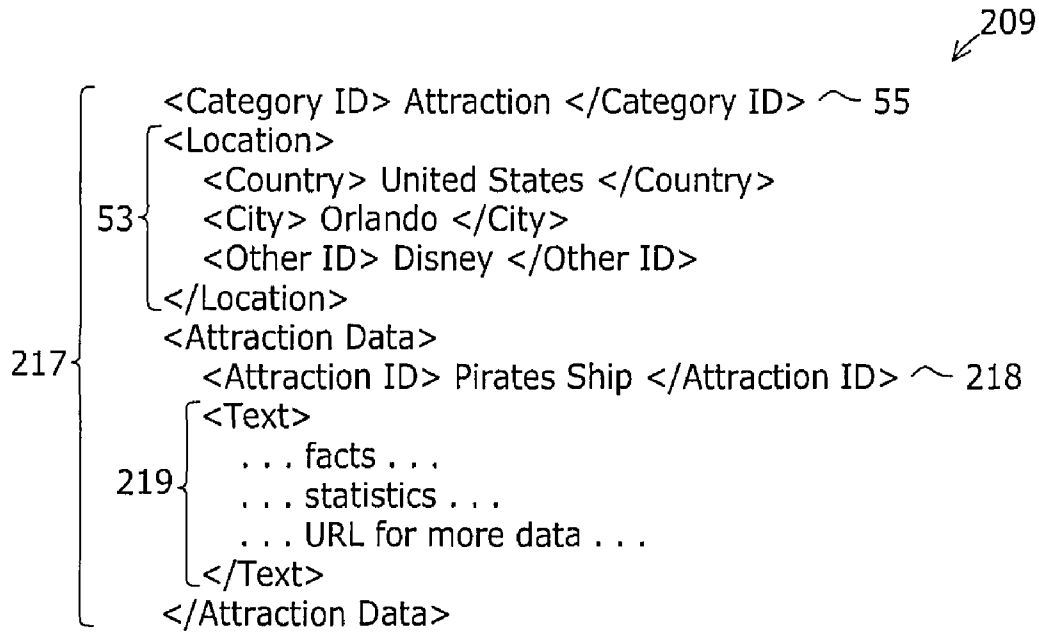 209
<Category ID> Attraction </Category ID> 55
<Location>
<Country> United States </Country>
53
<City> Orlando </City>
<Other ID> Disney </Other ID>
</Location>
<Attraction Data>
217
<Attraction ID> Pirates Ship </Attraction ID> 218
<Text>
. . . facts . . .
219
. . . statistics . . .
. . . URL for more data . . .
</Text>
</Attraction Data>